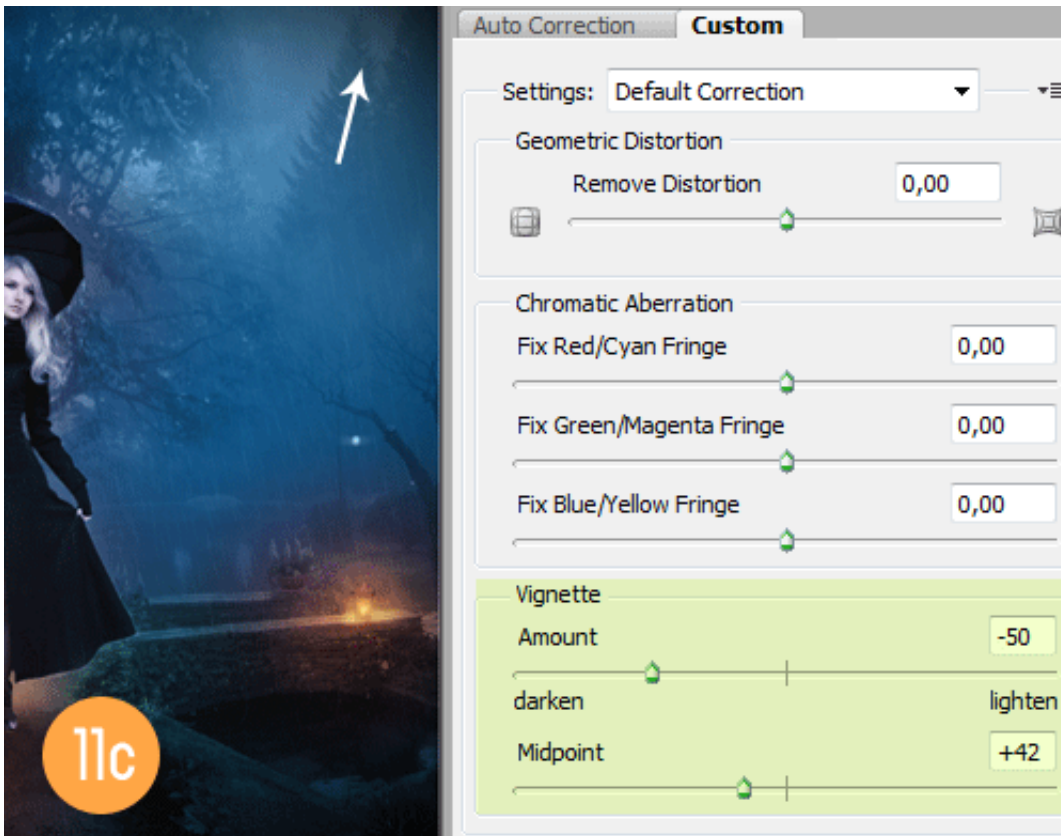 Auto Correction Custom
Settings: Default Correction
Geometric Distortion
Remove Distortion 0,00
Chromatic Aberration
Fix Red/Cyan Fringe 0,00
Fix Green/Magenta Fringe 0,00
Fix Blue/Yellow Fringe 0,00
Vignette
Amount -50
darken lighten
Midpoint +42
11c